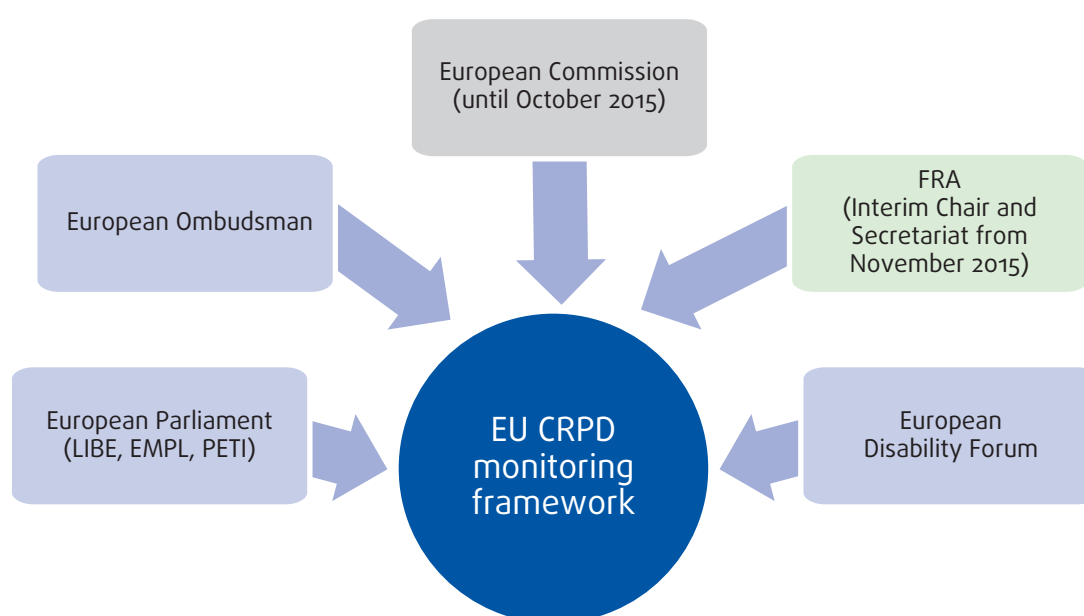 European Commission
(until October 2015)
European Ombudsman
FRA
(Interim Chair and
Secretariat from
November 2015)
European Parliament
(LIBE, EMPL, PETI)
EU CRPD
monitoring
framework
European
Disability Forum